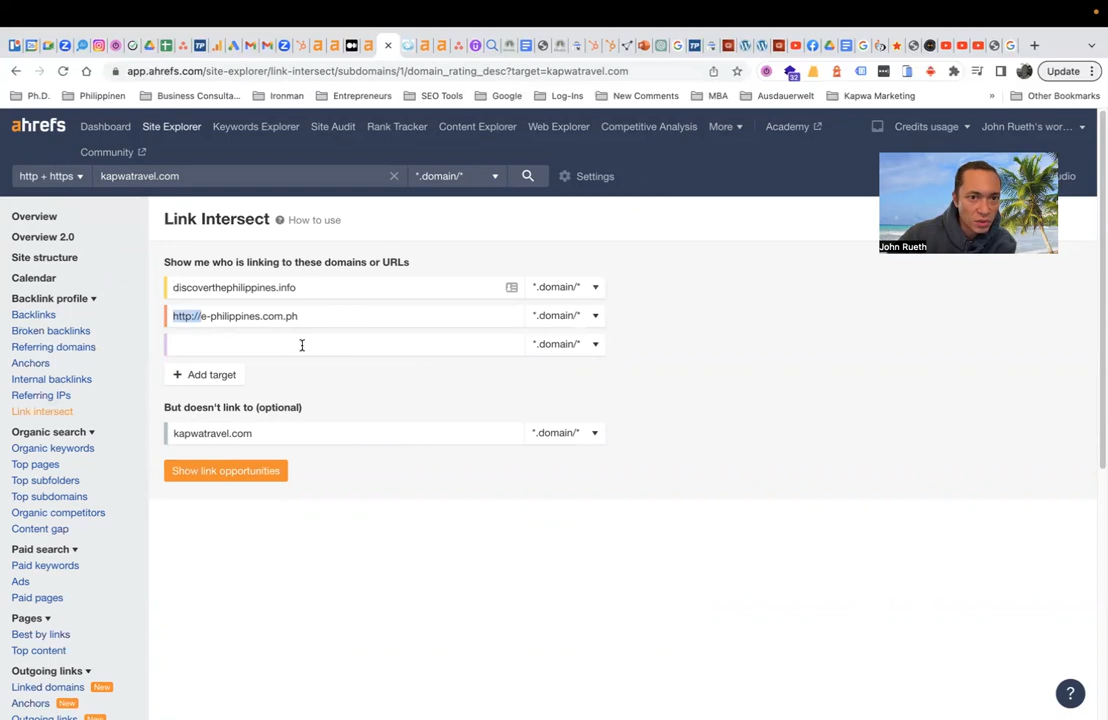 Update
app.ahrefs.com/site-explorer/link-intersect/subdomains/1/domain_rating_desc?target=kapwatravel.com
32
Ph.D.
Philippinen
Business Consulta...
Ironman
Entrepreneurs
SEO Tools
Google
Log-Ins
New Comments
MBA
Ausdauerwelt
Kapwa Marketing
»
Other Bookmarks
ahrefs
Dashboard
Site Explorer
Keywords Explorer
Site Audit
Rank Tracker
Content Explorer
Web Explorer
Competitive Analysis
More
Academy
Credits usage
John Rueth's wor...
Community
http + https
kapwatravel.com
*.domain/*
Settings
John Rueth
Overview
Overview 2.0
Site structure
Calendar
Backlink profile
Backlinks
Broken backlinks
Referring domains
Anchors
Internal backlinks
Referring IPs
Link intersect
Organic search
Organic keywords
Top pages
Top subfolders
Top subdomains
Organic competitors
Content gap
Paid search
Paid keywords
Ads
Paid pages
Pages
Best by links
Top content
Outgoing links
Linked domains New
Anchors New
Outgoing links New
Link Intersect
How to use
Show me who is linking to these domains or URLs
discoverthephilippines.info
*.domain/*
http://e-philippines.com.ph
*.domain/*
*.domain/*
+ Add target
But doesn't link to (optional)
kapwatravel.com
*.domain/*
Show link opportunities
?